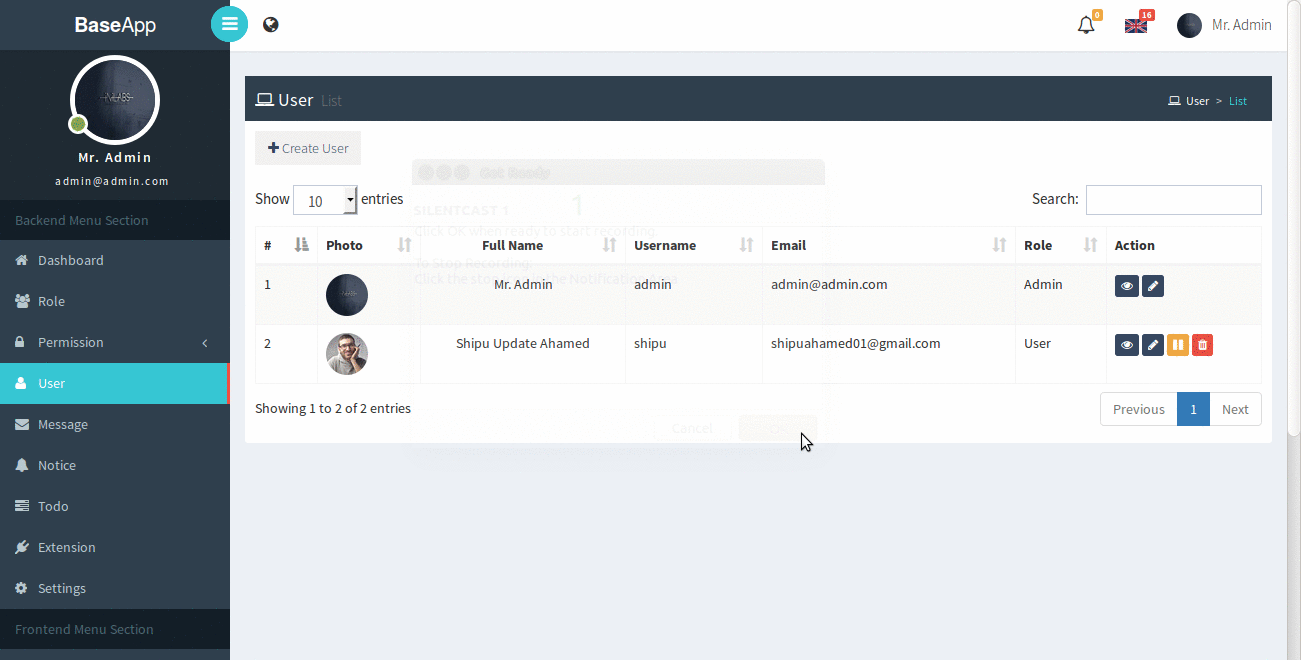 BaseApp
0
16
Mr. Admin
INILABS
Mr. Admin
admin@admin.com
Backend Menu Section
Dashboard
Role
Permission
User
Message
Notice
Todo
Extension
Settings
Frontend Menu Section
User List
User > List
Create User
Show 10 entries
Search:
# Photo Full Name Username Email Role Action
1 Mr. Admin admin admin@admin.com Admin
2 Shipu Update Ahamed shipu shipuahamed01@gmail.com User
Showing 1 to 2 of 2 entries
Previous 1 Next
Get Ready
SILENTCAST 1
1
Click OK when ready to start recording.
To Stop Recording:
Click the stop icon in the Notification Area
Cancel